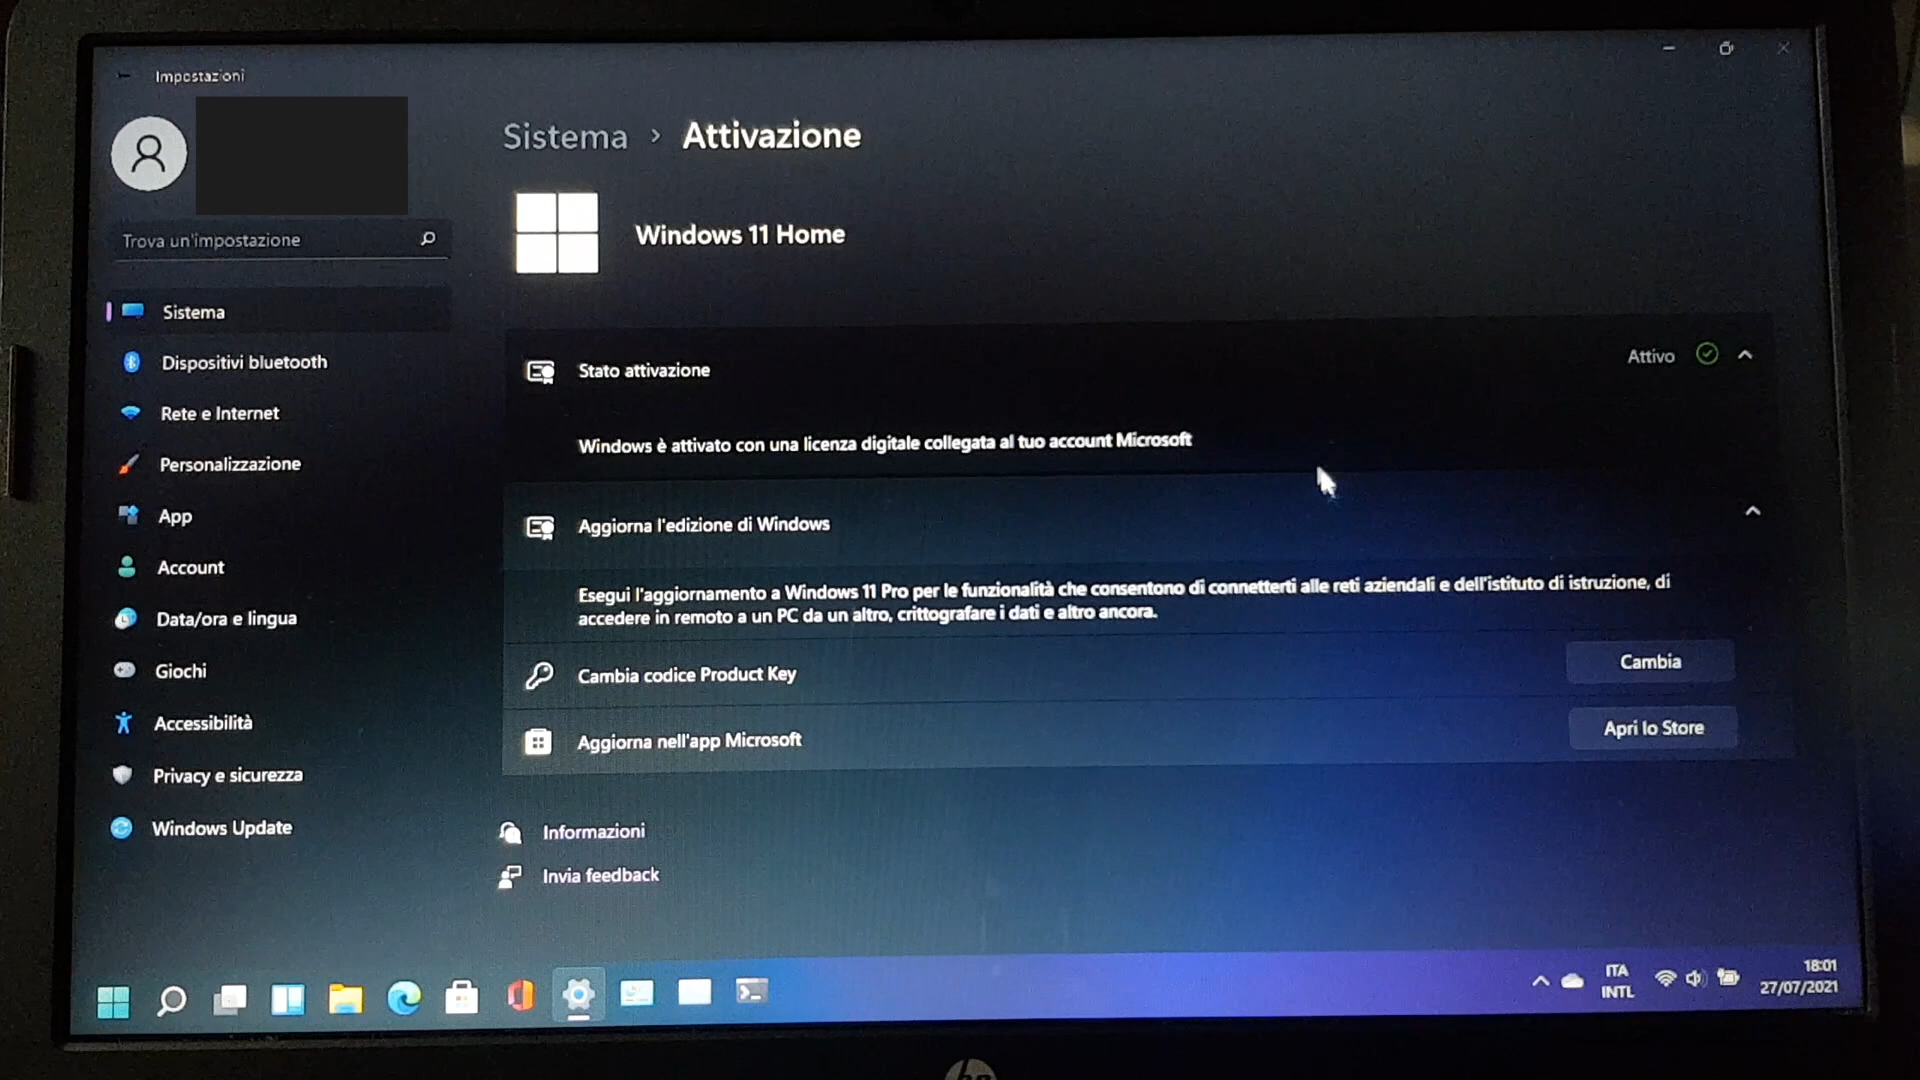 Impostazioni
Trova un'impostazione
Sistema
Dispositivi bluetooth
Rete e Internet
Personalizzazione
App
Account
Data/ora e lingua
Giochi
Accessibilità
Privacy e sicurezza
Windows Update
Sistema > Attivazione
Windows 11 Home
Stato attivazione
Attivo
Windows è attivato con una licenza digitale collegata al tuo account Microsoft
Aggiorna l'edizione di Windows
Esegui l'aggiornamento a Windows 11 Pro per le funzionalità che consentono di connetterti alle reti aziendali e dell'istituto di istruzione, di
accedere in remoto a un PC da un altro, crittografare i dati e altro ancora.
Cambia codice Product Key
Cambia
Aggiorna nell'app Microsoft
Apri lo Store
Informazioni
Invia feedback
ITA
INTL
18:01
27/07/2021
hp